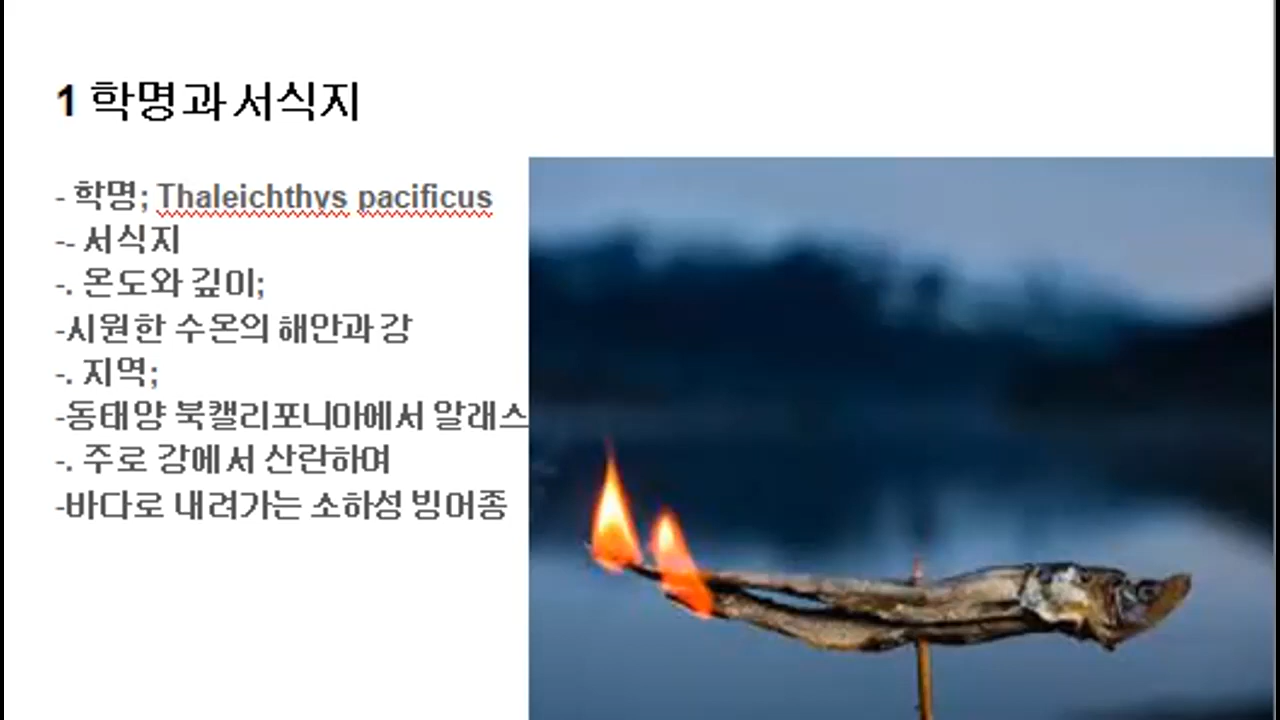 1 학명과 서식지
- 학명; Thaleichthys pacificus
-- 서식지
-. 온도와 깊이;
-시원한 수온의 해안과 강
-. 지역;
-동태양 북캘리포니아에서 알래스
-. 주로 강에서 산란하여
-바다로 내려가는 소하성 빙어종